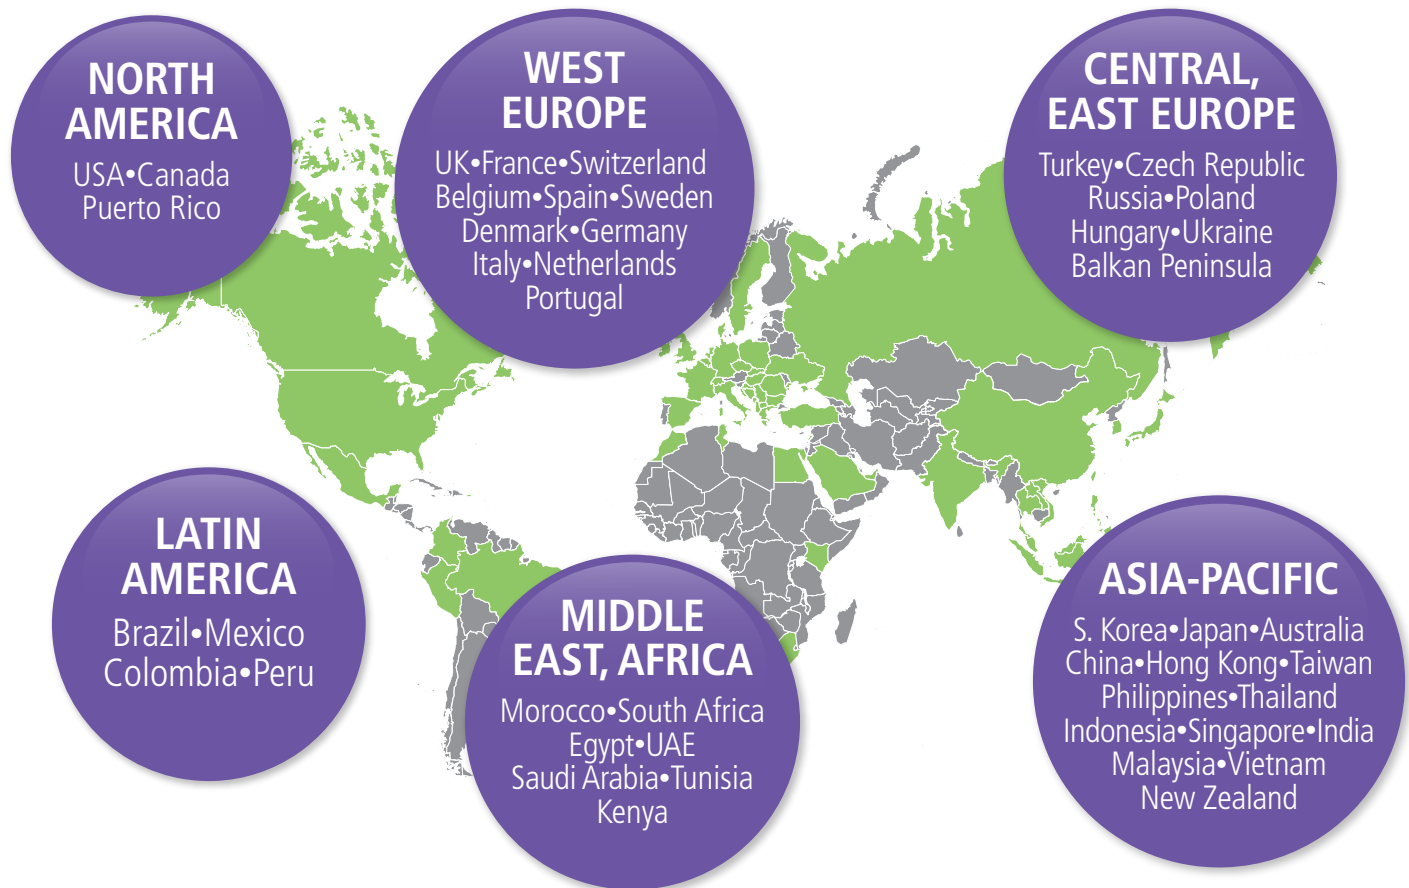 NORTH
AMERICA
USA•Canada
Puerto Rico
WEST
EUROPE
UK•France•Switzerland
Belgium•Spain•Sweden
Denmark•Germany
Italy•Netherlands
Portugal
CENTRAL,
EAST EUROPE
Turkey•Czech Republic
Russia•Poland
Hungary•Ukraine
Balkan Peninsula
LATIN
AMERICA
Brazil•Mexico
Colombia•Peru
MIDDLE
EAST, AFRICA
Morocco•South Africa
Egypt•UAE
Saudi Arabia•Tunisia
Kenya
ASIA-PACIFIC
S. Korea•Japan•Australia
China•Hong Kong•Taiwan
Philippines•Thailand
Indonesia•Singapore•India
Malaysia•Vietnam
New Zealand